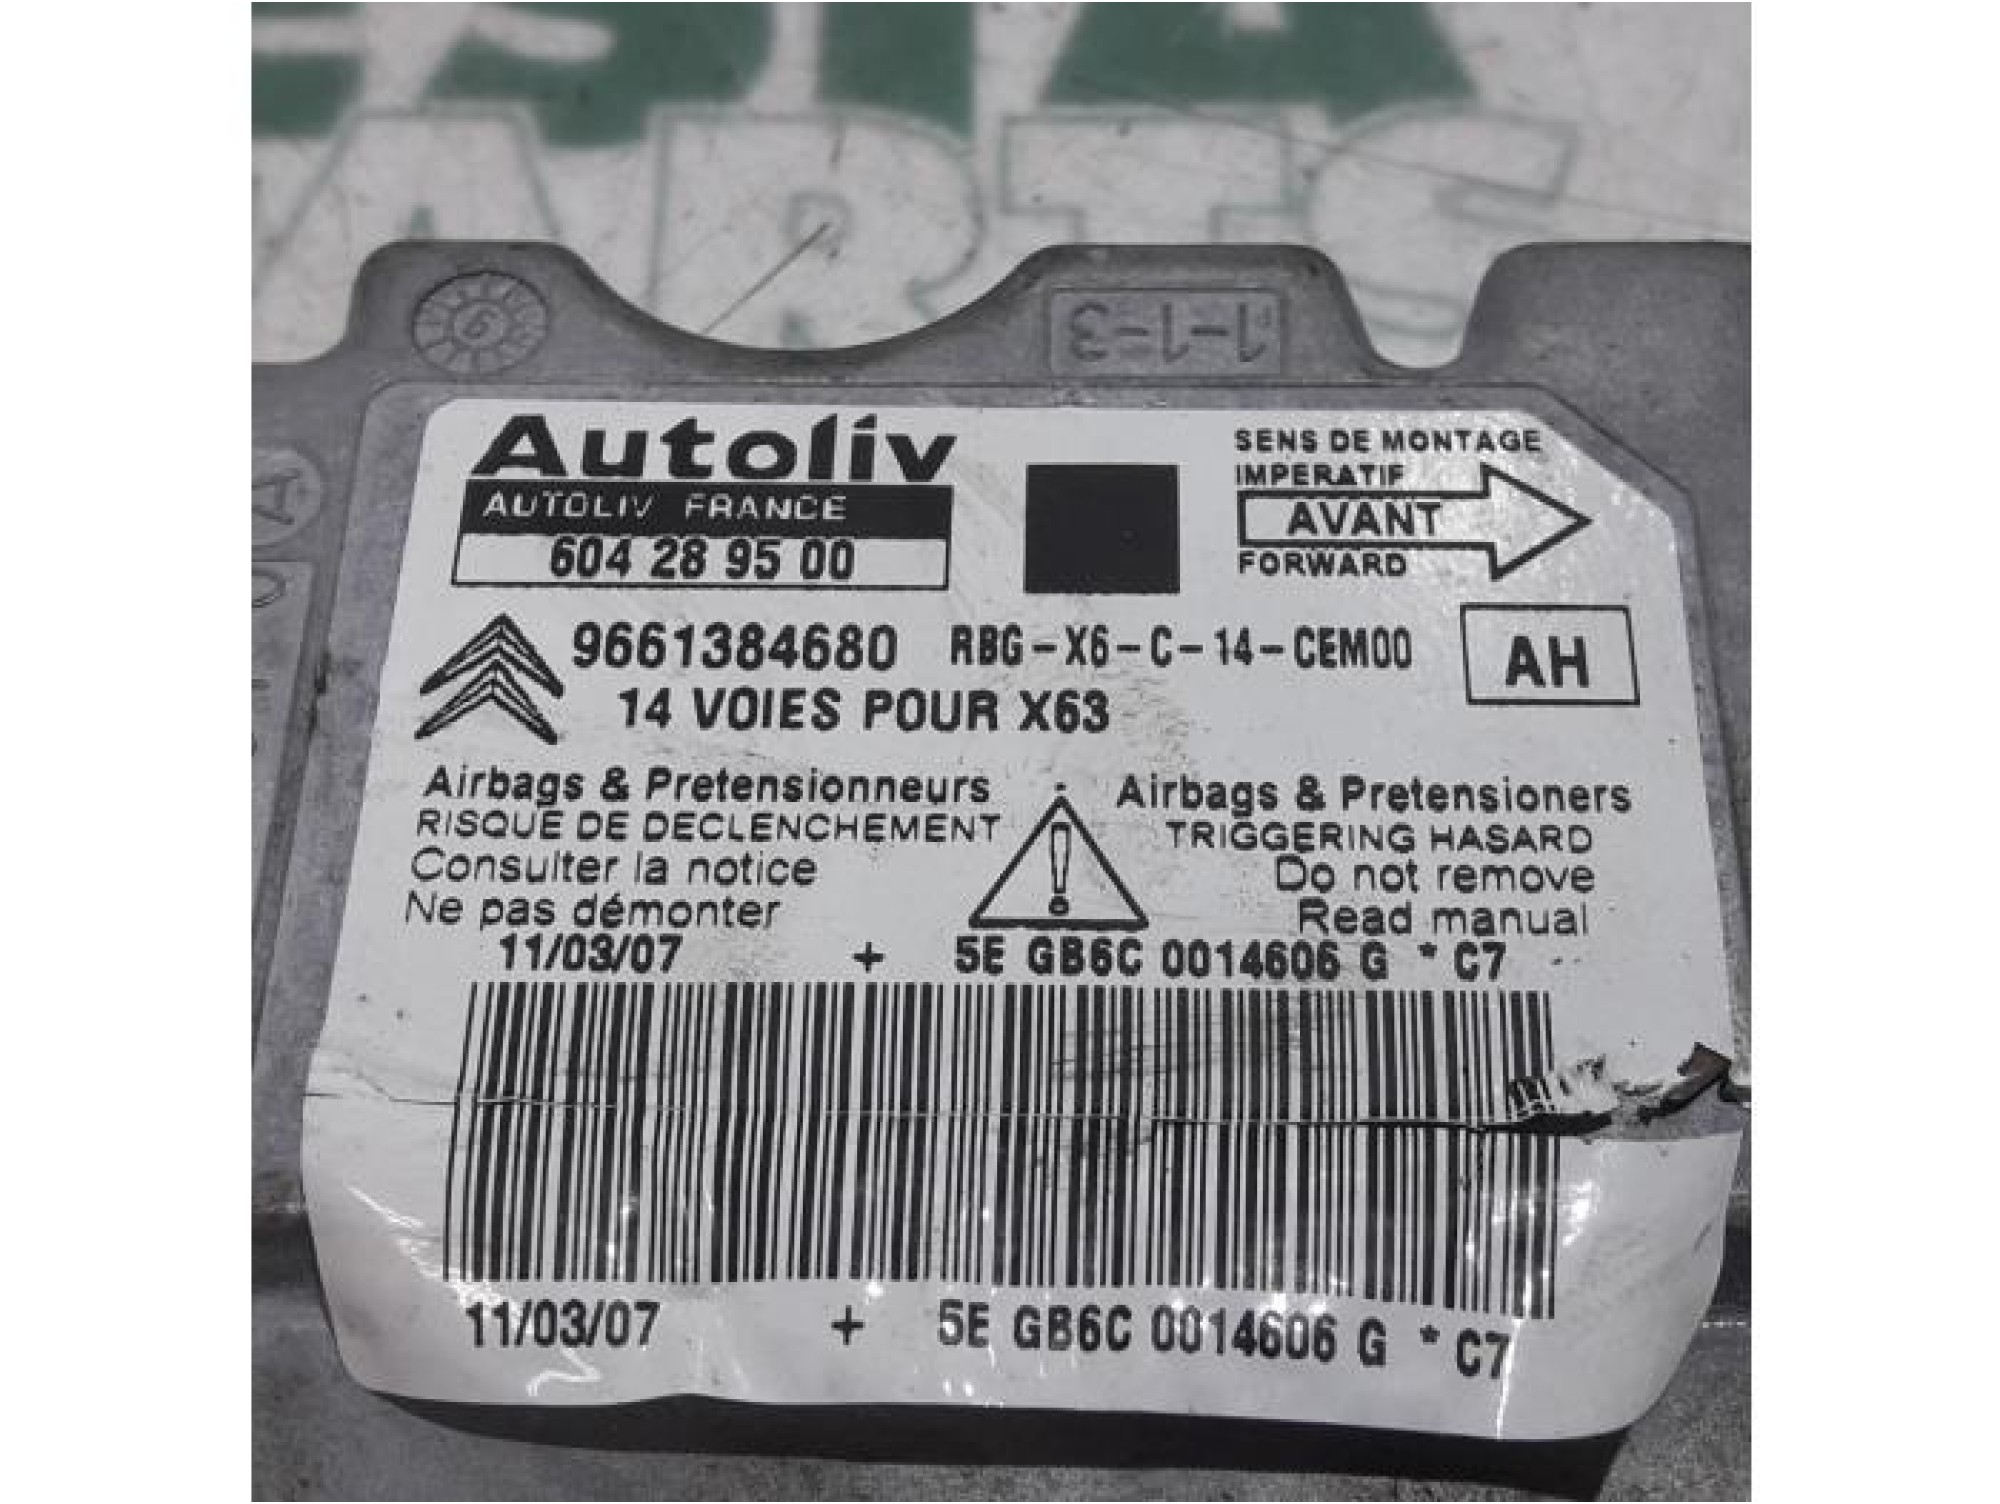 ARTS
1-1-3
Autoliv
AUTOLIV FRANCE
604 28 95 00
SENS DE MONTAGE
IMPERATIF
AVANT
FORWARD
9661384680 RBG-X6-C-14-CEM00
AH
14 VOIES POUR X63
Airbags & Pretensionneurs
RISQUE DE DECLENCHEMENT
Consulter la notice
Ne pas démonter
Airbags & Pretensioners
TRIGGERING HASARD
Do not remove
Read manual
11/03/07 + 5E GB6C 0014606 G * C7
11/03/07 + 5E GB6C 0014606 G * C7